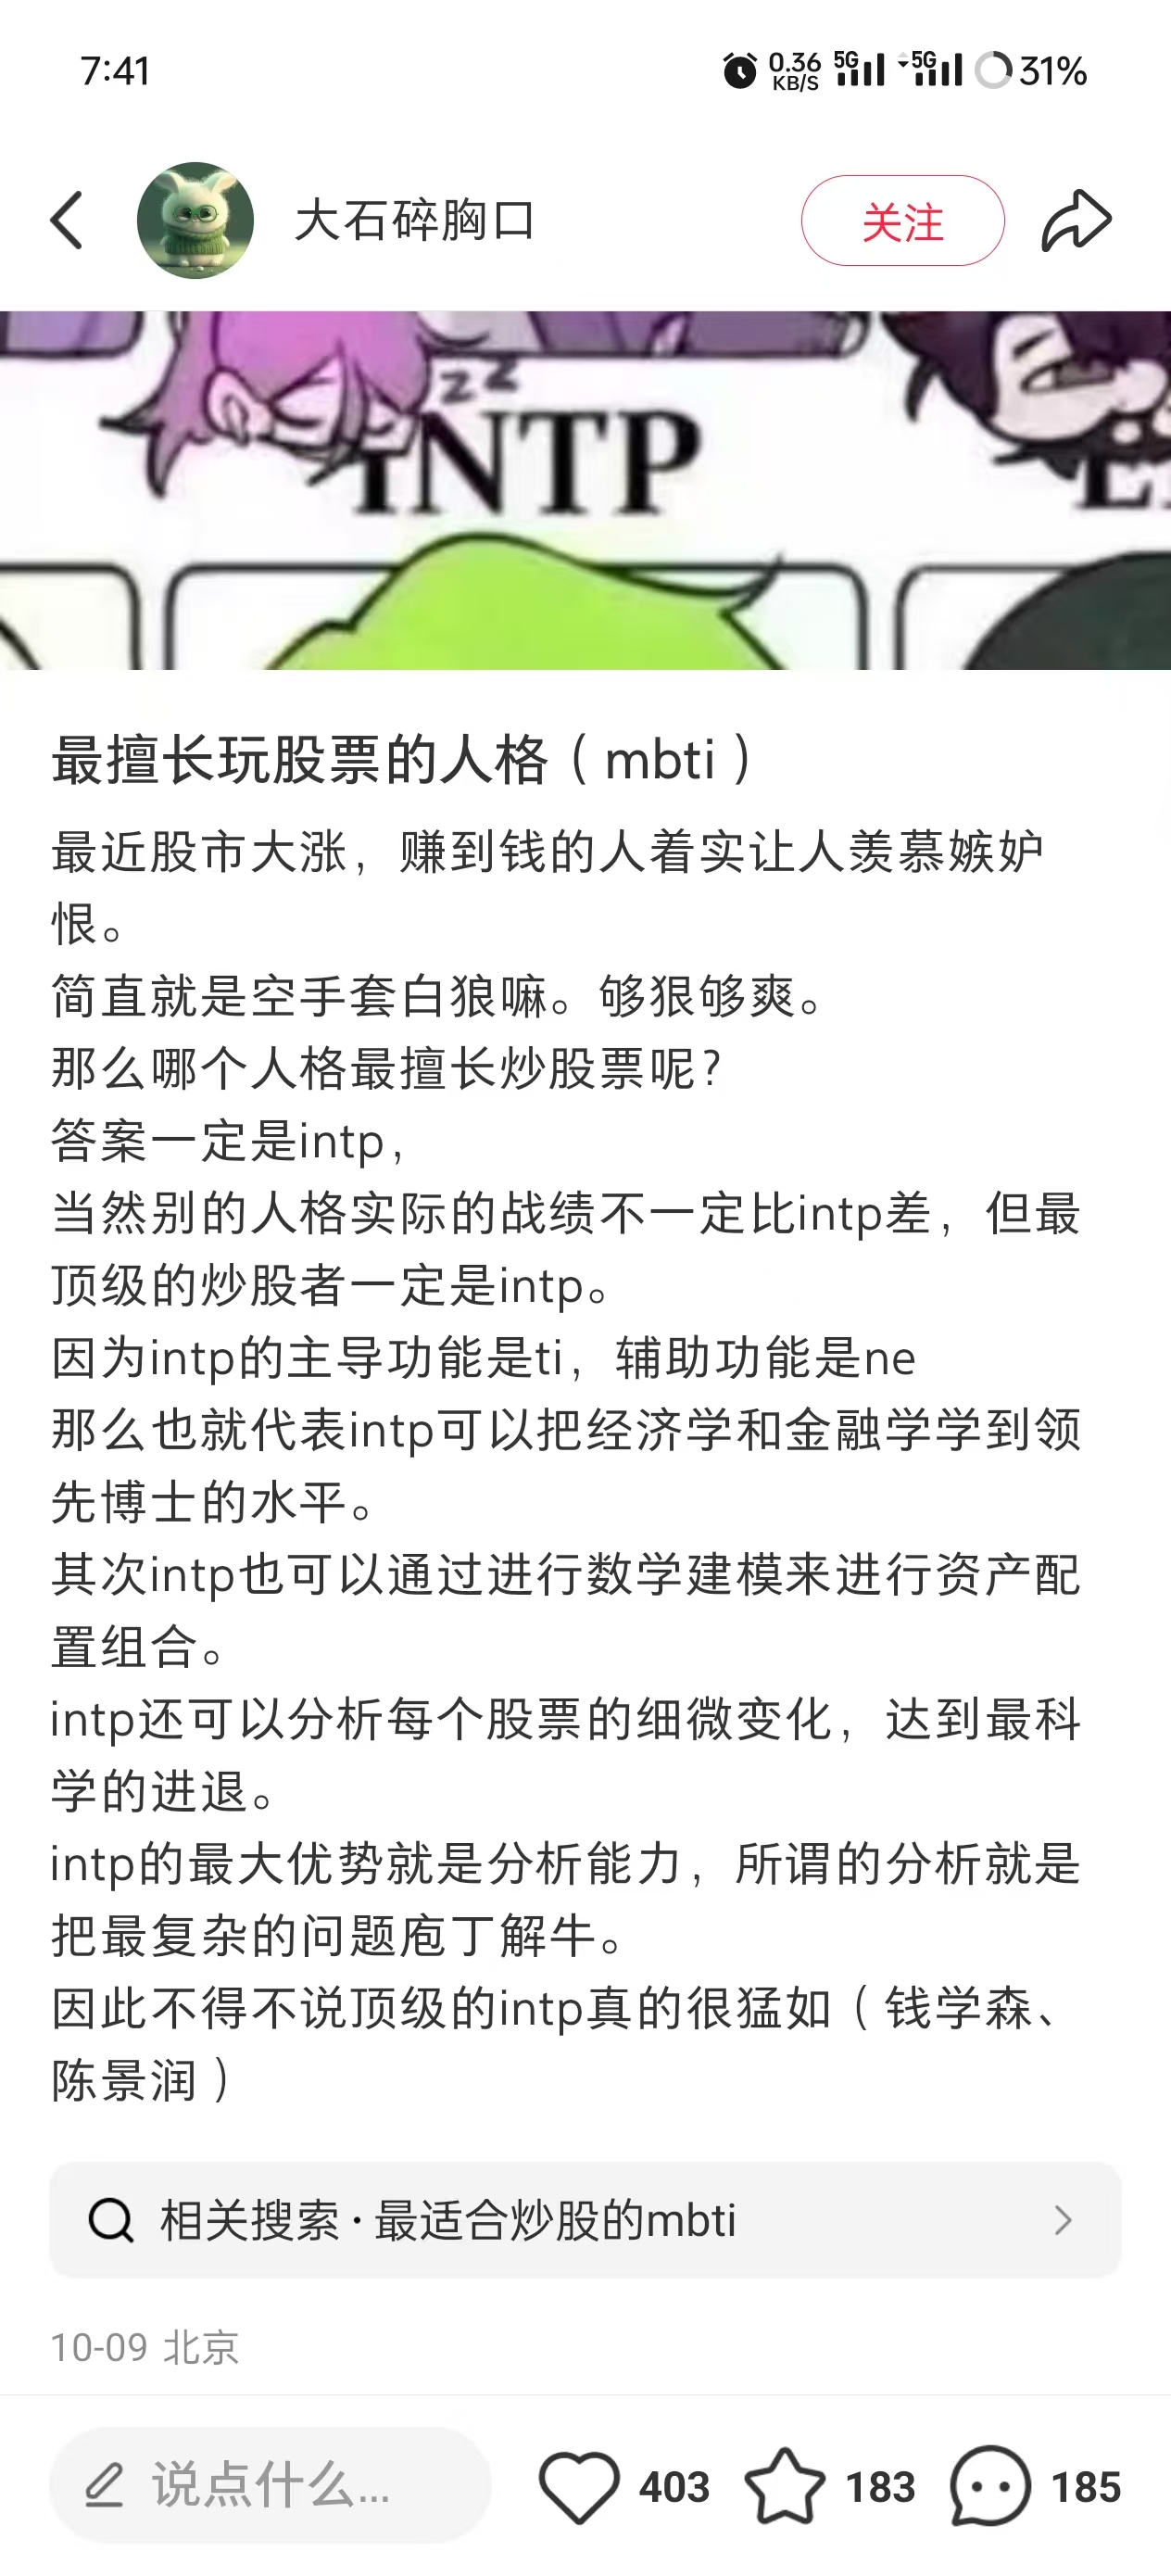 7:41
0.36 KB/S 5G 5G 31%
大石碎胸口
关注
zz
INTP
最擅长玩股票的人格（mbti）
最近股市大涨，赚到钱的人着实让人羡慕嫉妒
恨。
简直就是空手套白狼嘛。够狠够爽。
那么哪个人格最擅长炒股票呢？
答案一定是intp，
当然别的人格实际的战绩不一定比intp差，但最
顶级的炒股者一定是intp。
因为intp的主导功能是ti，辅助功能是ne
那么也就代表intp可以把经济学和金融学学到领
先博士的水平。
其次intp也可以通过进行数学建模来进行资产配
置组合。
intp还可以分析每个股票的细微变化，达到最科
学的进退。
intp的最大优势就是分析能力，所谓的分析就是
把最复杂的问题庖丁解牛。
因此不得不说顶级的intp真的很猛如（钱学森、
陈景润）
相关搜索·最适合炒股的mbti
10-09 北京
说点什么...
403
183
185